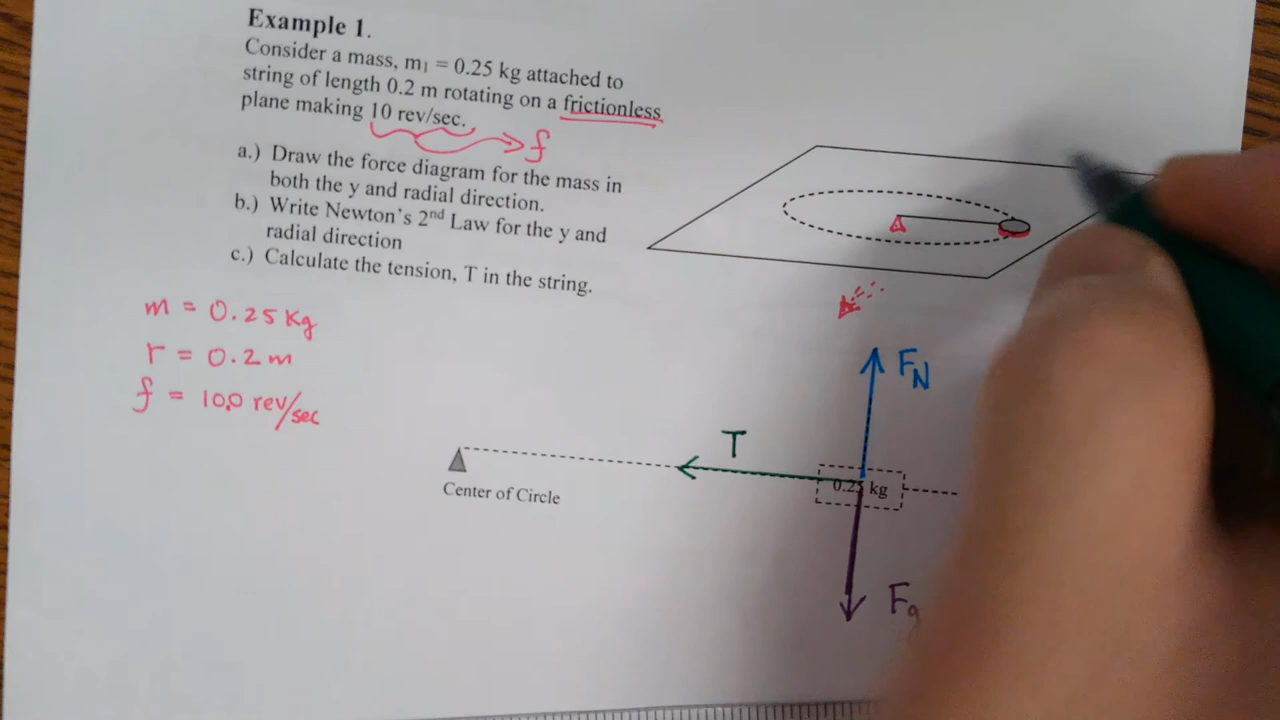 Example 1.
Consider a mass, m₁ = 0.25 kg attached to
string of length 0.2 m rotating on a frictionless
plane making 10 rev/sec.
f
a.) Draw the force diagram for the mass in
both the y and radial direction.
b.) Write Newton's 2nd Law for the y and
radial direction
c.) Calculate the tension, T in the string.
m = 0.25 Kg
r = 0.2 m
f = 10.0 rev/sec
FN
T
0.25 kg
Center of Circle
Fg